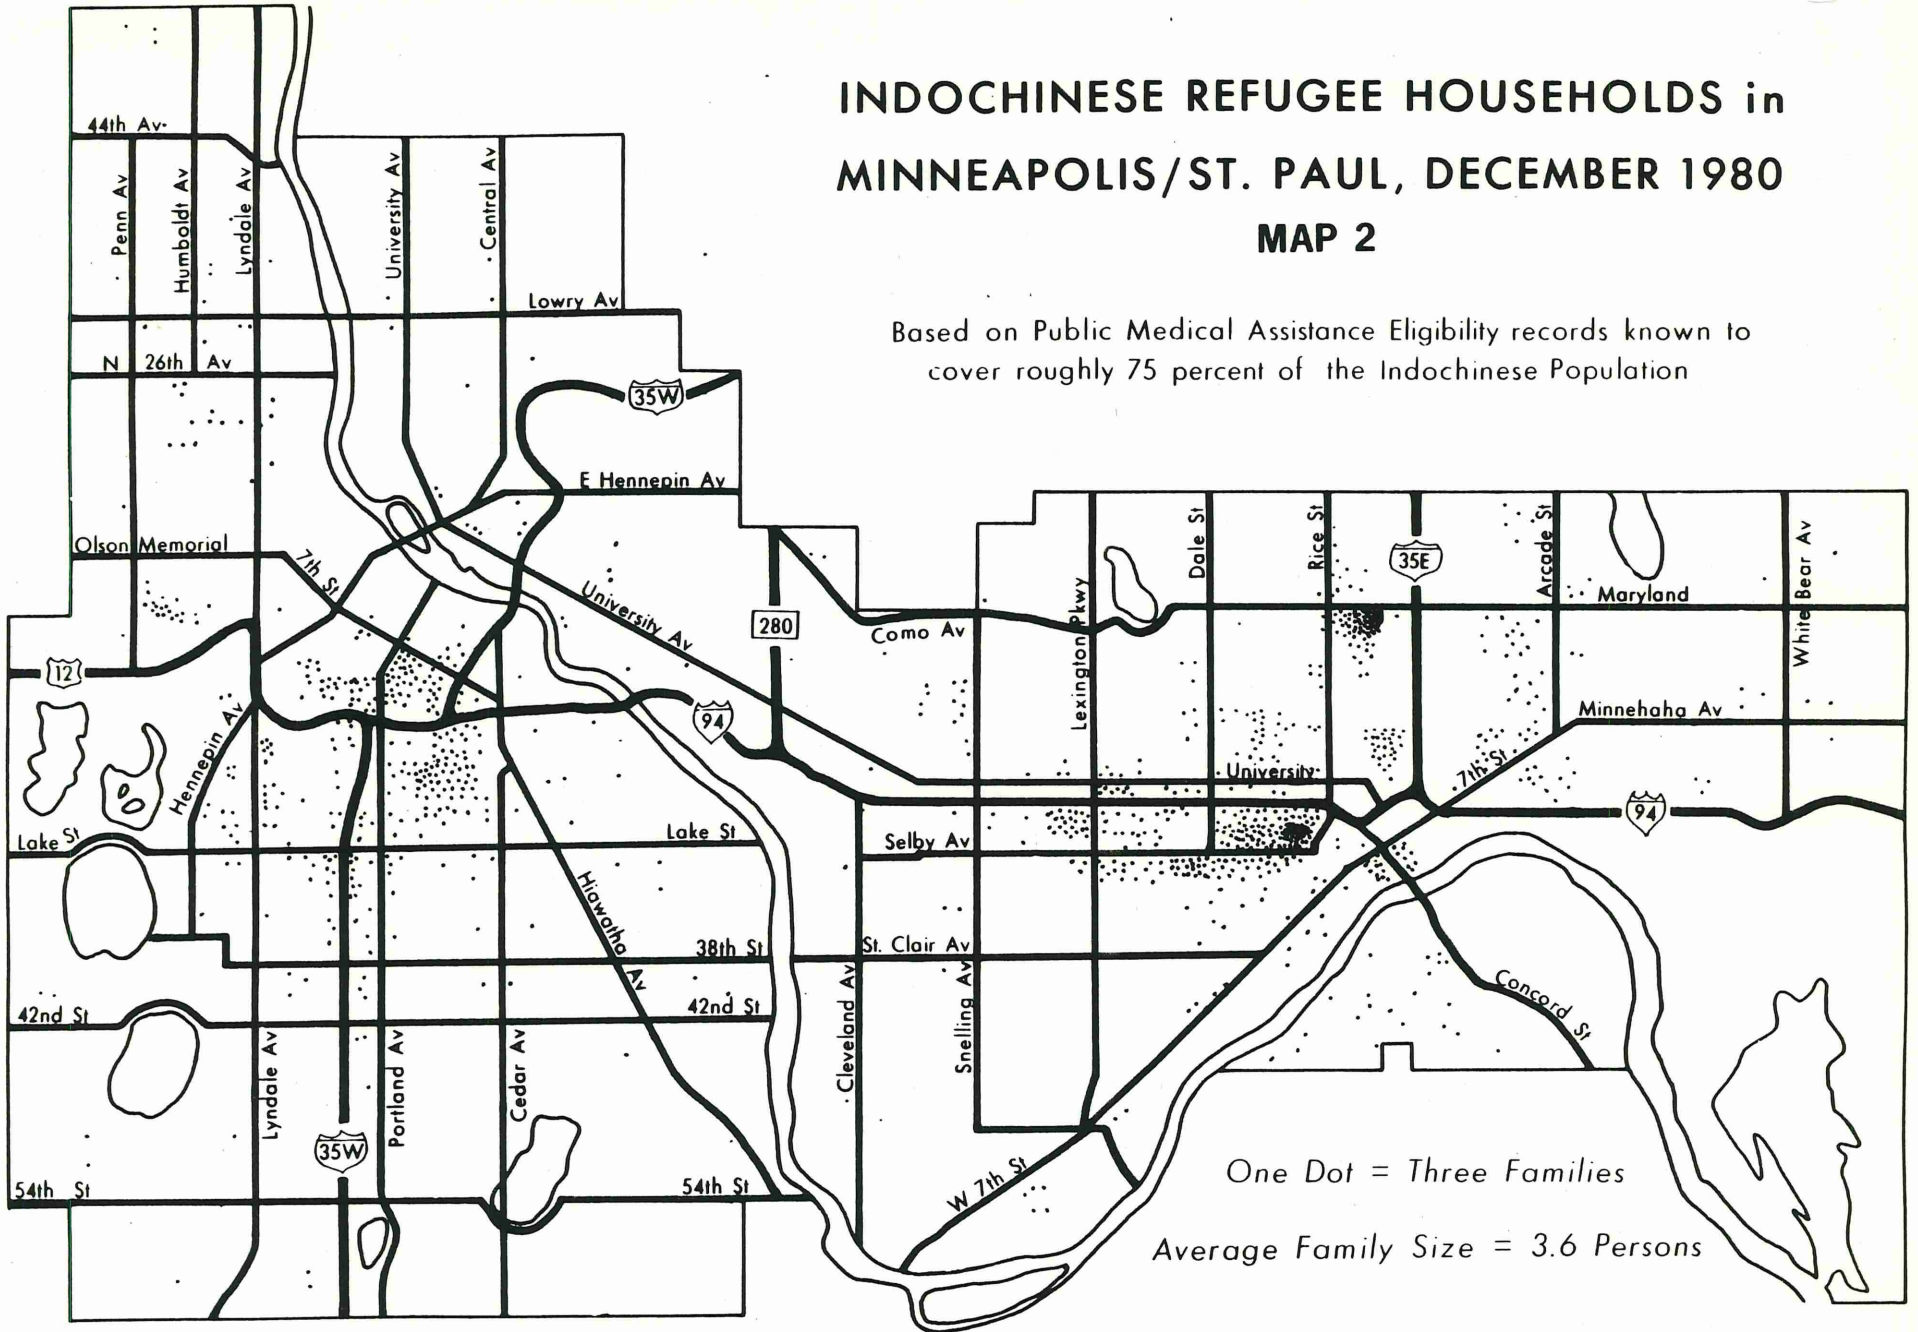 INDOCHINESE REFUGEE HOUSEHOLDS in
MINNEAPOLIS/ST. PAUL, DECEMBER 1980
MAP 2
Based on Public Medical Assistance Eligibility records known to
cover roughly 75 percent of the Indochinese Population
44th Av
Penn Av
Humboldt Av
Lyndale Av
University Av
Central Av
Lowry Av
N 26th Av
35W
E Hennepin Av
Olson Memorial
7th St
University Av
280
Como Av
Lexington Pkwy
Dale St
Rice St
35E
Arcade St
Maryland
White Bear Av
12
Hennepin Av
94
Minnehaha Av
University
7th St
94
Lake St
Lake St
Selby Av
Hiawatha Av
38th St
St. Clair Av
42nd St
42nd St
Cleveland Av
Snelling Av
Concord St
Lyndale Av
35W
Portland Av
Cedar Av
54th St
54th St
W 7th St
One Dot = Three Families
Average Family Size = 3.6 Persons